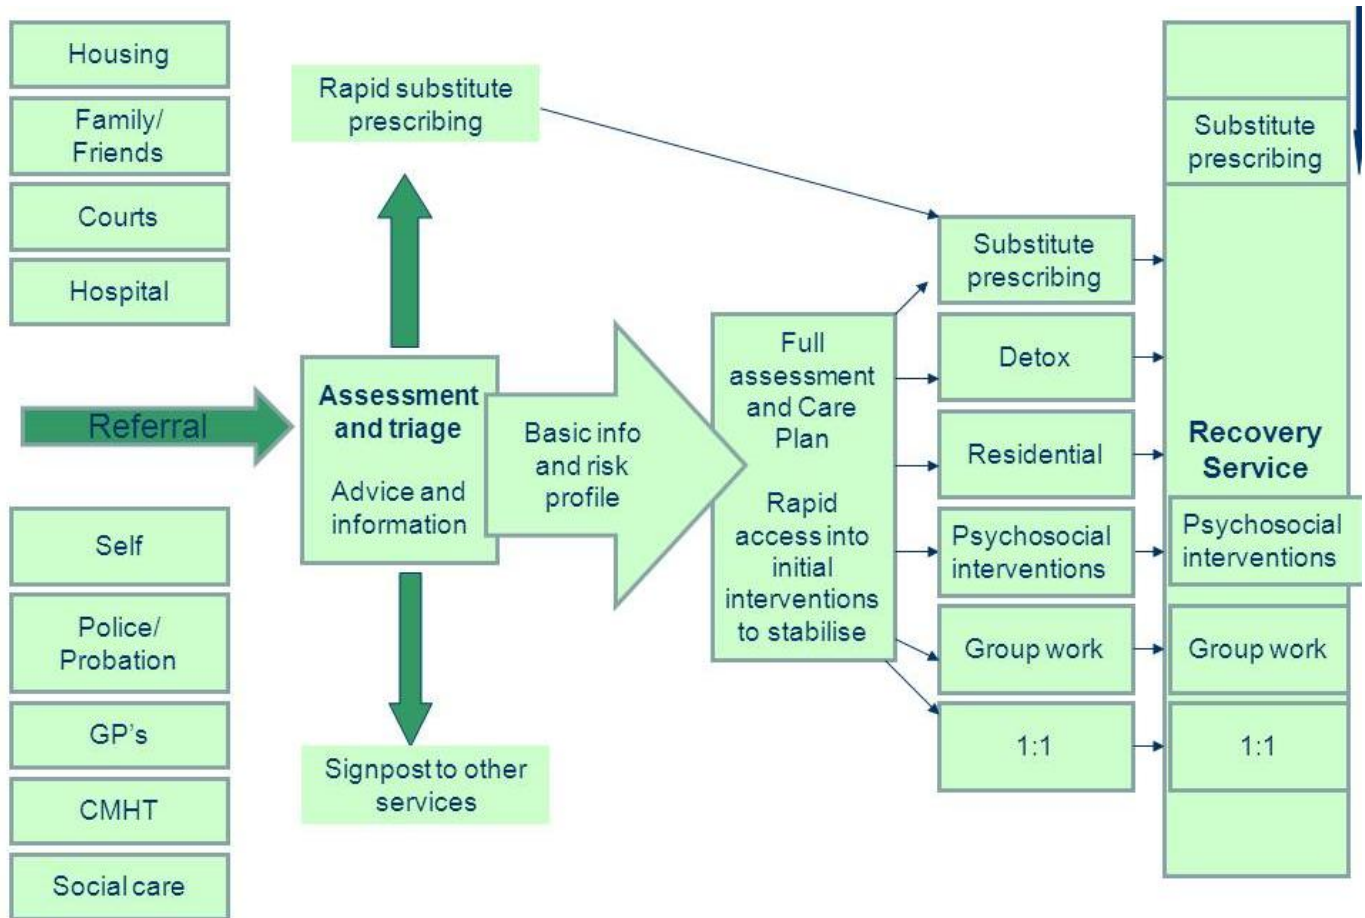 Housing
Family/
Friends
Courts
Hospital
Referral
Self
Police/
Probation
GP's
CMHT
Social care
Rapid substitute
prescribing
Assessment
and triage
Advice and
information
Signpost to other
services
Basic info
and risk
profile
Full
assessment
and Care
Plan
Rapid
access into
initial
interventions
to stabilise
Substitute
prescribing
Detox
Residential
Psychosocial
interventions
Group work
1:1
Substitute
prescribing
Recovery
Service
Psychosocial
interventions
Group work
1:1